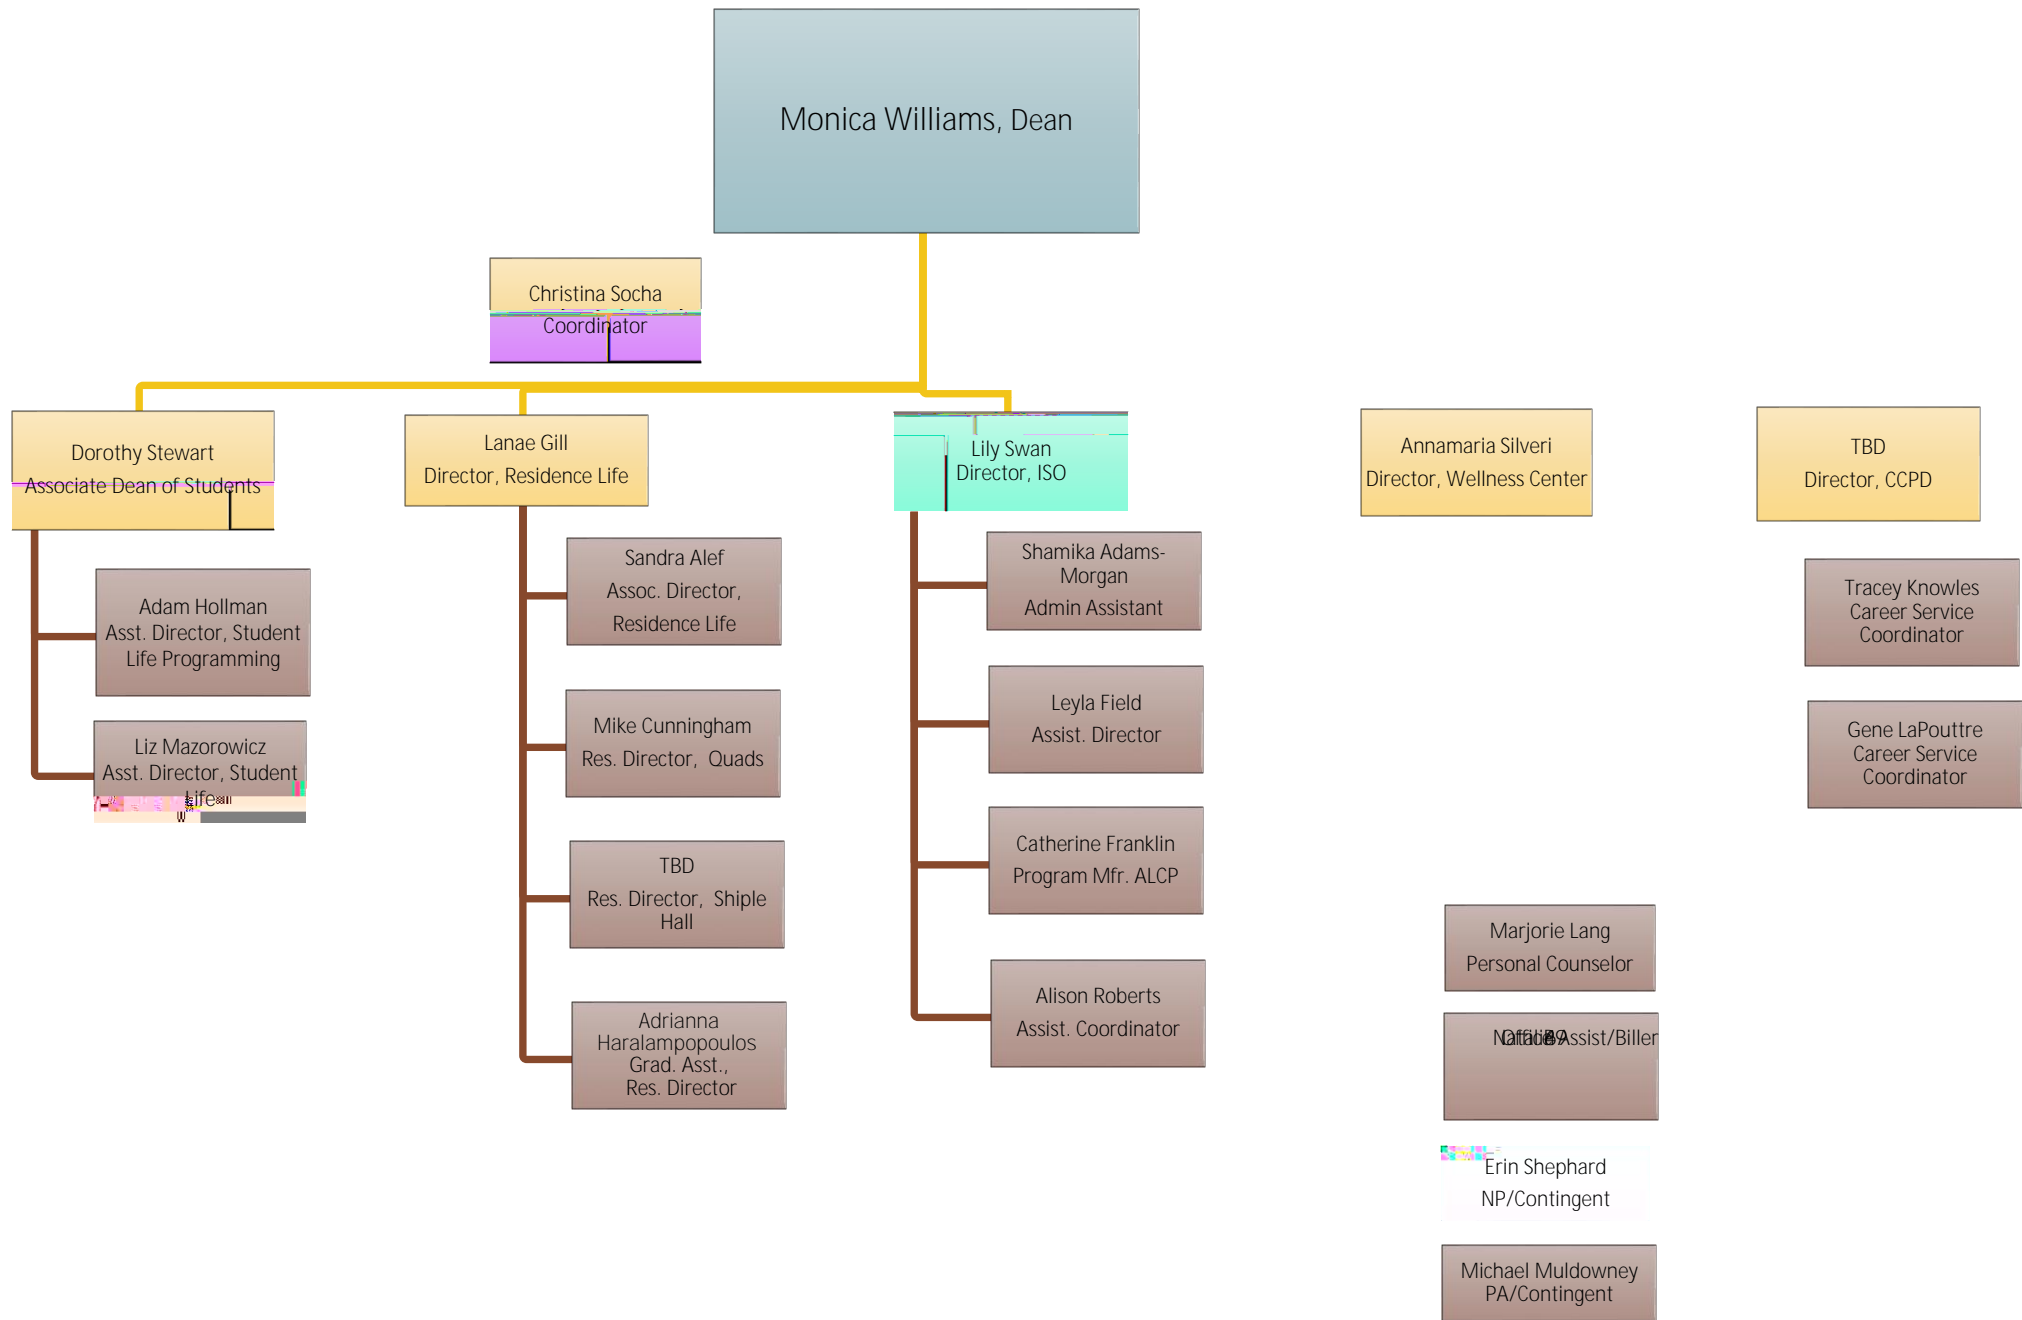 Monica Williams, Dean
Christina Socha
Coordinator
Dorothy Stewart
Associate Dean of Students
Adam Hollman
Asst. Director, Student
Life Programming
Liz Mazorowicz
Asst. Director, Student
Life
Lanae Gill
Director, Residence Life
Sandra Alef
Assoc. Director,
Residence Life
Mike Cunningham
Res. Director, Quads
TBD
Res. Director, Shiple
Hall
Adrianna
Haralampopoulos
Grad. Asst.,
Res. Director
Lily Swan
Director, ISO
Shamika Adams-
Morgan
Admin Assistant
Leyla Field
Assist. Director
Catherine Franklin
Program Mfr. ALCP
Alison Roberts
Assist. Coordinator
Annamaria Silveri
Director, Wellness Center
Marjorie Lang
Personal Counselor
Assist/Biller
Erin Shephard
NP/Contingent
Michael Muldowney
PA/Contingent
TBD
Director, CCPD
Tracey Knowles
Career Service
Coordinator
Gene LaPouttre
Career Service
Coordinator